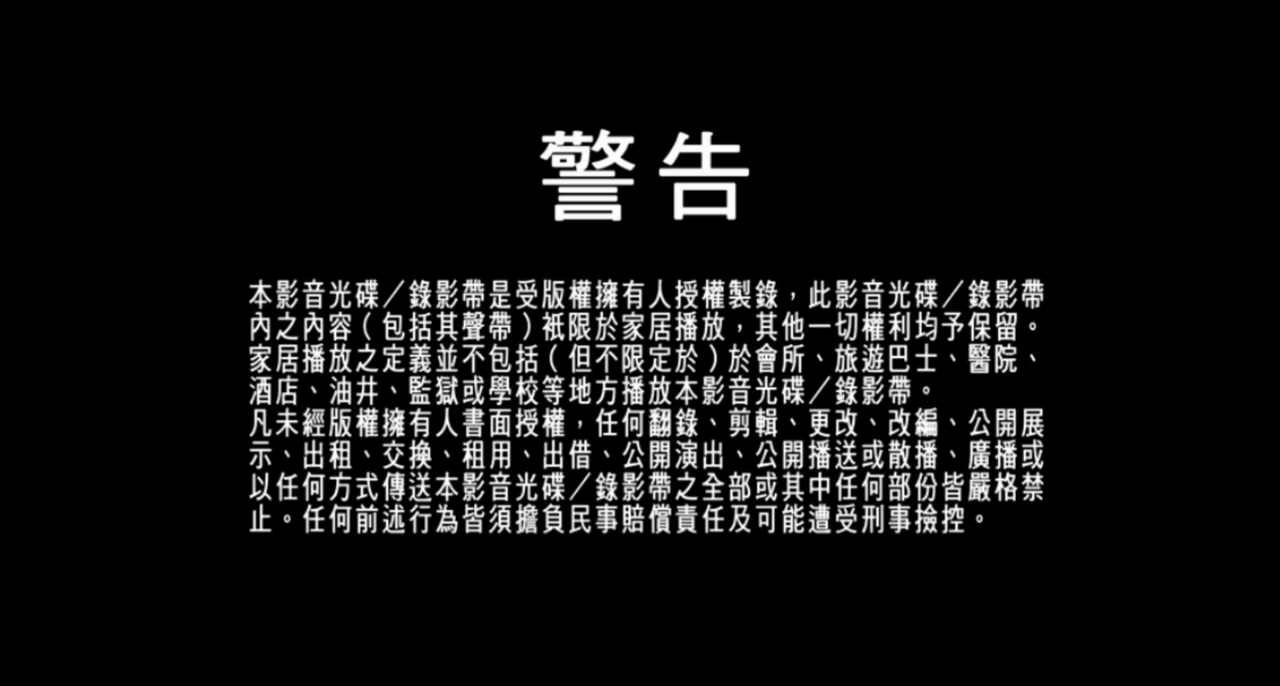 警告
本影音光碟／錄影帶是受版權擁有人授權製錄，此影音光碟／錄影帶
內之內容（包括其聲帶）衹限於家居播放，其他一切權利均予保留。
家居播放之定義並不包括（但不限定於）於會所、旅遊巴士、醫院、
酒店、油井、監獄或學校等地方播放本影音光碟／錄影帶。
凡未經版權擁有人書面授權，任何翻錄、剪輯、更改、改編、公開展
示、出租、交換、租用、出借、公開演出、公開播送或散播、廣播或
以任何方式傳送本影音光碟／錄影帶之全部或其中任何部份皆嚴格禁
止。任何前述行為皆須擔負民事賠償責任及可能遭受刑事撿控。